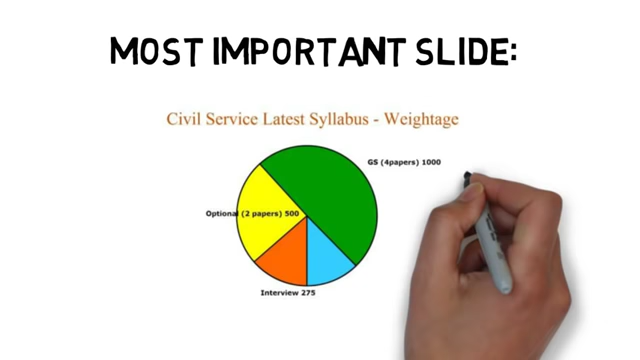 MOST IMPORTANT SLIDE:
Civil Service Latest Syllabus - Weightage
GS (4papers) 1000
Optional (2 papers) 500
Interview 275